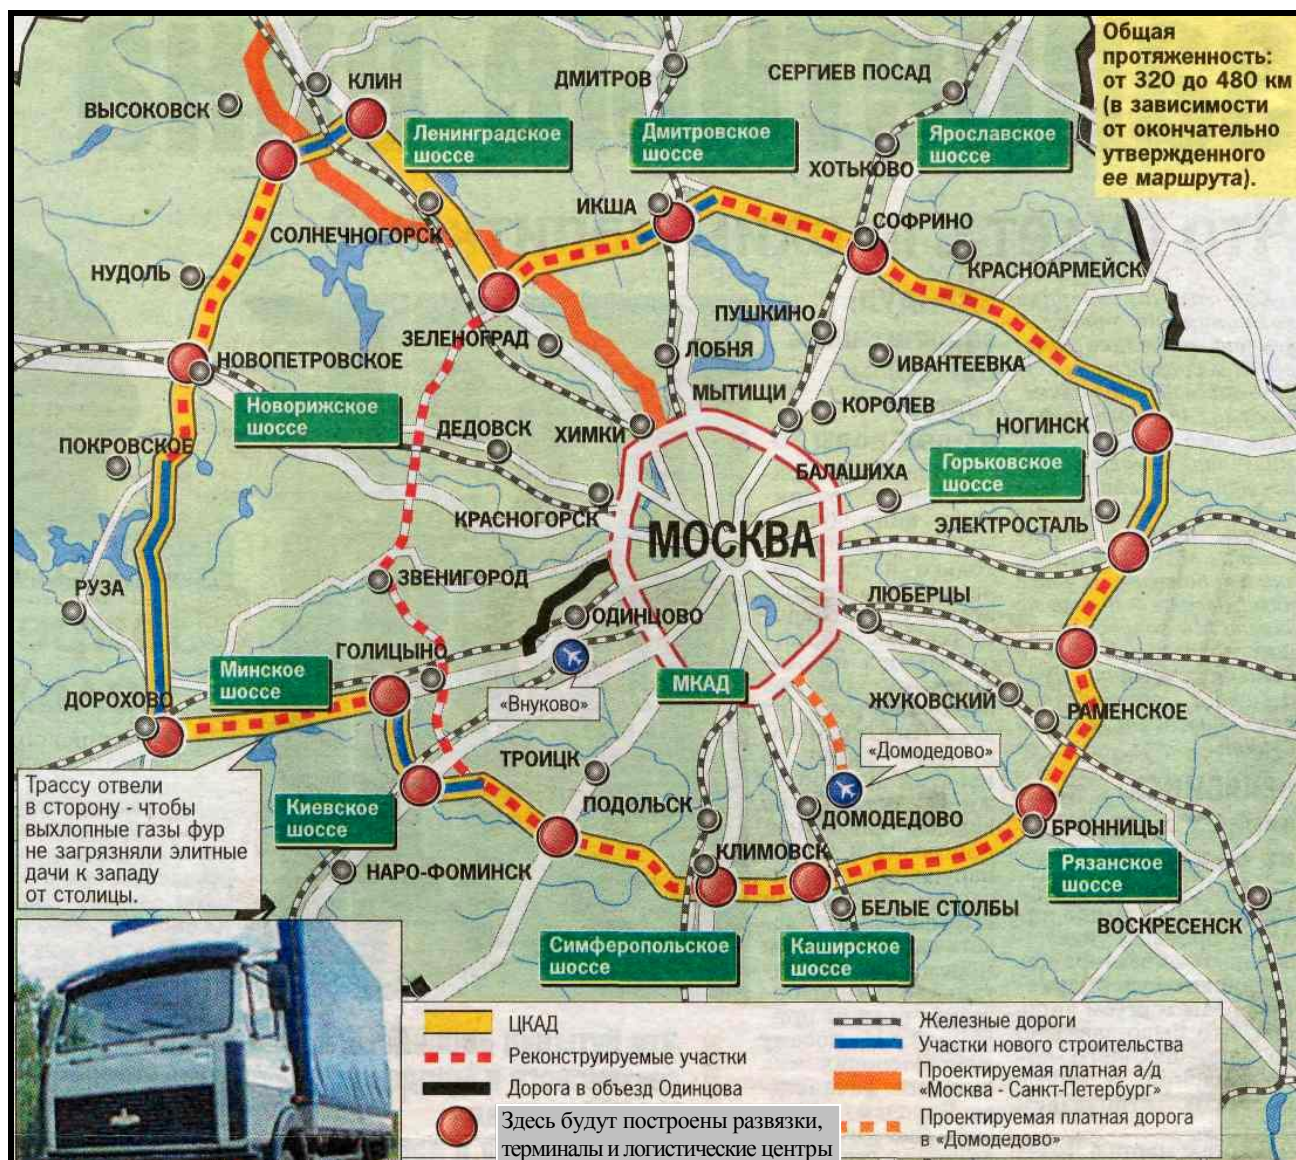 Общая
протяженность:
от 320 до 480 км
(в зависимости
от окончательно
утвержденного
ее маршрута).
КЛИН
ДМИТРОВ
СЕРГИЕВ ПОСАД
ВЫСОКОВСК
Ленинградское
шоссе
Дмитровское
шоссе
Ярославское
шоссе
ХОТЬКОВО
ИКША
СОФРИНО
СОЛНЕЧНОГОРСК
КРАСНОАРМЕЙСК
НУДОЛЬ
ПУШКИНО
ЗЕЛЕНОГРАД
ЛОБНЯ
ИВАНТЕЕВКА
НОВОПЕТРОВСКОЕ
МЫТИЩИ
КОРОЛЕВ
Новорижское
шоссе
ДЕДОВСК
ХИМКИ
НОГИНСК
ПОКРОВСКОЕ
БАЛАШИХА
Горьковское
шоссе
КРАСНОГОРСК
ЭЛЕКТРОСТАЛЬ
МОСКВА
ЗВЕНИГОРОД
РУЗА
ЛЮБЕРЦЫ
ОДИНЦОВО
ГОЛИЦЫНО
Минское
шоссе
МКАД
ДОРОХОВО
«Внуково»
ЖУКОВСКИЙ
РАМЕНСКОЕ
«Домодедово»
ТРОИЦК
Трассу отвели
в сторону - чтобы
выхлопные газы фур
не загрязняли элитные
дачи к западу
от столицы.
Киевское
шоссе
ПОДОЛЬСК
ДОМОДЕДОВО
БРОННИЦЫ
КЛИМОВСК
НАРО-ФОМИНСК
Рязанское
шоссе
БЕЛЫЕ СТОЛБЫ
ВОСКРЕСЕНСК
Симферопольское
шоссе
Каширское
шоссе
ЦКАД
Реконструируемые участки
Дорога в объезд Одинцова
Здесь будут построены развязки,
терминалы и логистические центры
Железные дороги
Участки нового строительства
Проектируемая платная а/д
«Москва - Санкт-Петербург»
Проектируемая платная дорога
в «Домодедово»